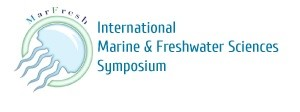 MarFresh
International
Marine & Freshwater Sciences
Symposium